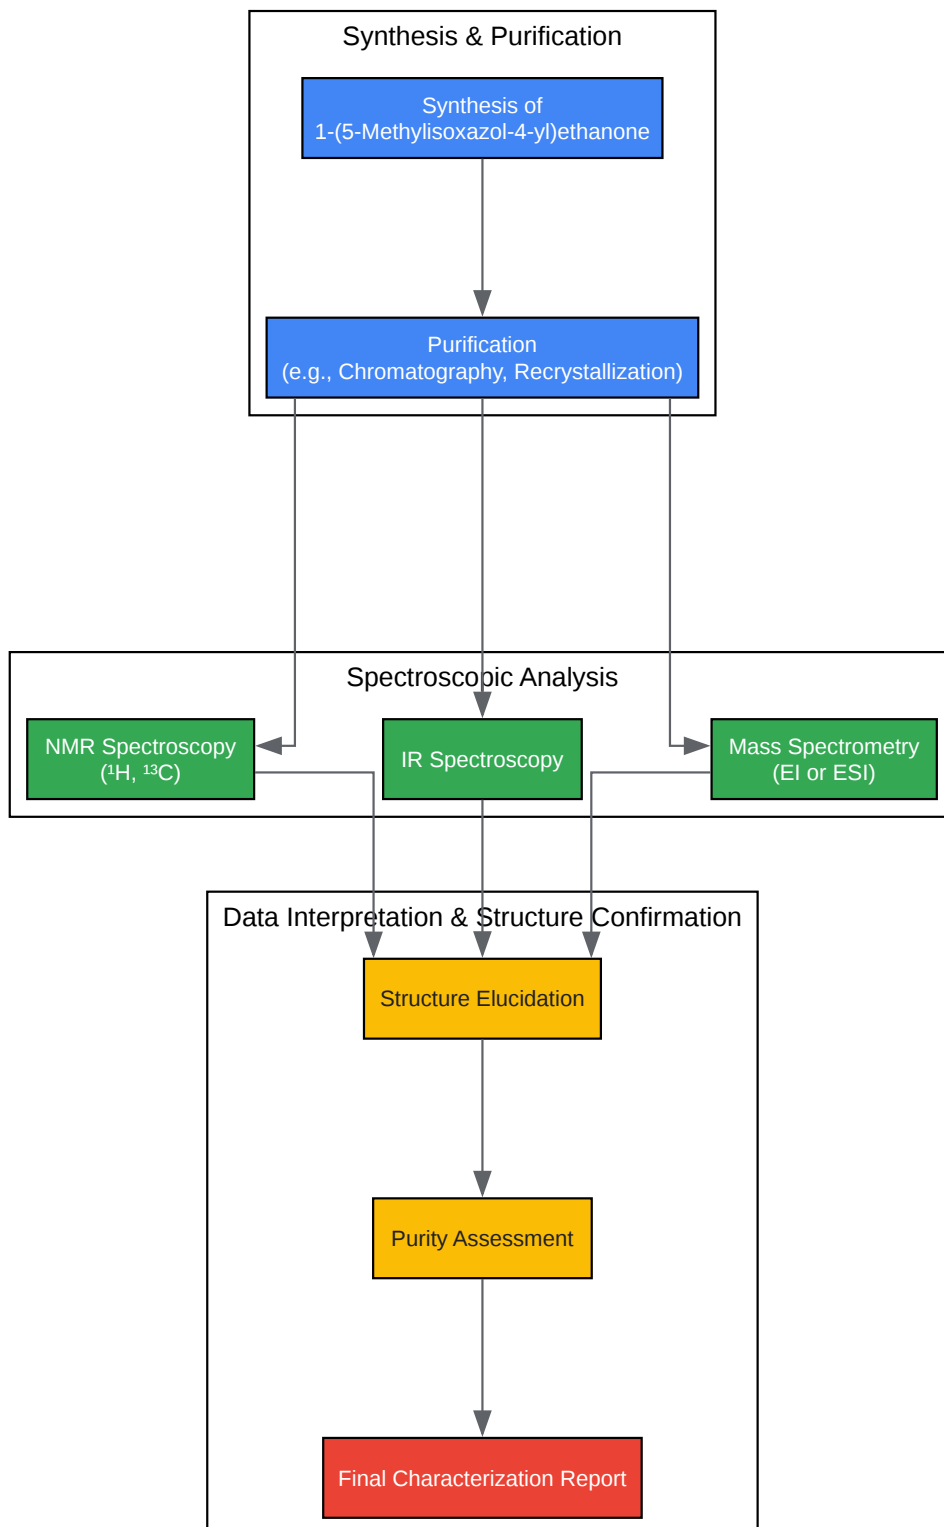 Synthesis & Purification
Synthesis of
1-(5-Methylisoxazol-4-yl)ethanone
Purification
(e.g., Chromatography, Recrystallization)
Spectroscopic Analysis
NMR Spectroscopy
(¹H, ¹³C)
IR Spectroscopy
Mass Spectrometry
(EI or ESI)
Data Interpretation & Structure Confirmation
Structure Elucidation
Purity Assessment
Final Characterization Report